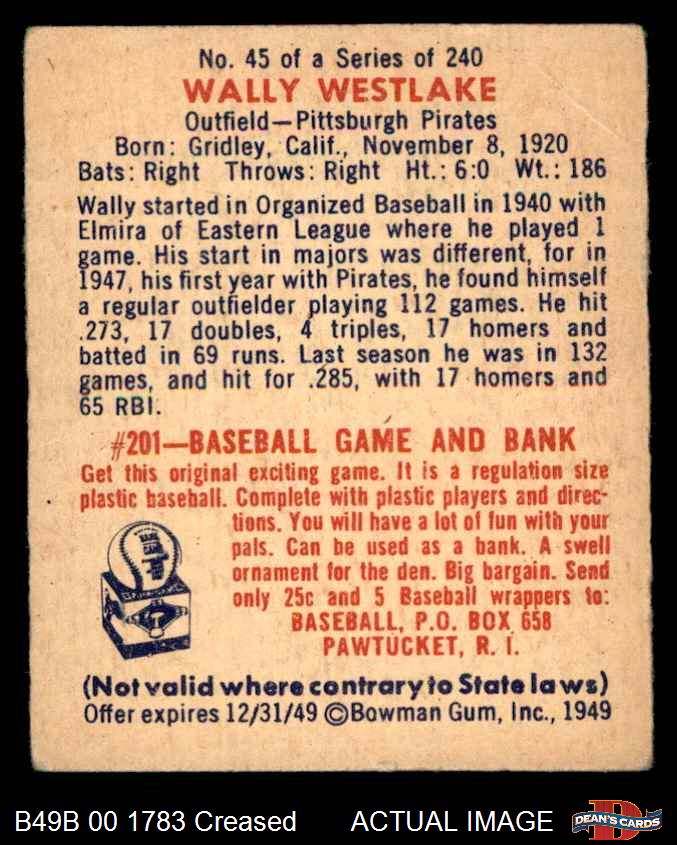 No. 45 of a Series of 240
WALLY WESTLAKE
Outfield—Pittsburgh Pirates
Born: Gridley, Calif., November 8, 1920
Bats: Right Throws: Right Ht.: 6:0 Wt.: 186
Wally started in Organized Baseball in 1940 with
Elmira of Eastern League where he played 1
game. His start in majors was different, for in
1947, his first year with Pirates, he found himself
a regular outfielder playing 112 games. He hit
.273, 17 doubles, 4 triples, 17 homers and
batted in 69 runs. Last season he was in 132
games, and hit for .285, with 17 homers and
65 RBI.
#201—BASEBALL GAME AND BANK
Get this original exciting game. It is a regulation size
plastic baseball. Complete with plastic players and direc-
tions. You will have a lot of fun with your
pals. Can be used as a bank. A swell
ornament for the den. Big bargain. Send
only 25c and 5 Baseball wrappers to:
BASEBALL, P.O. BOX 658
PAWTUCKET, R. I.
(Not valid where contrary to State laws)
Offer expires 12/31/49 ©Bowman Gum, Inc., 1949
B49B 00 1783 Creased ACTUAL IMAGE
D
DEAN'S CARDS